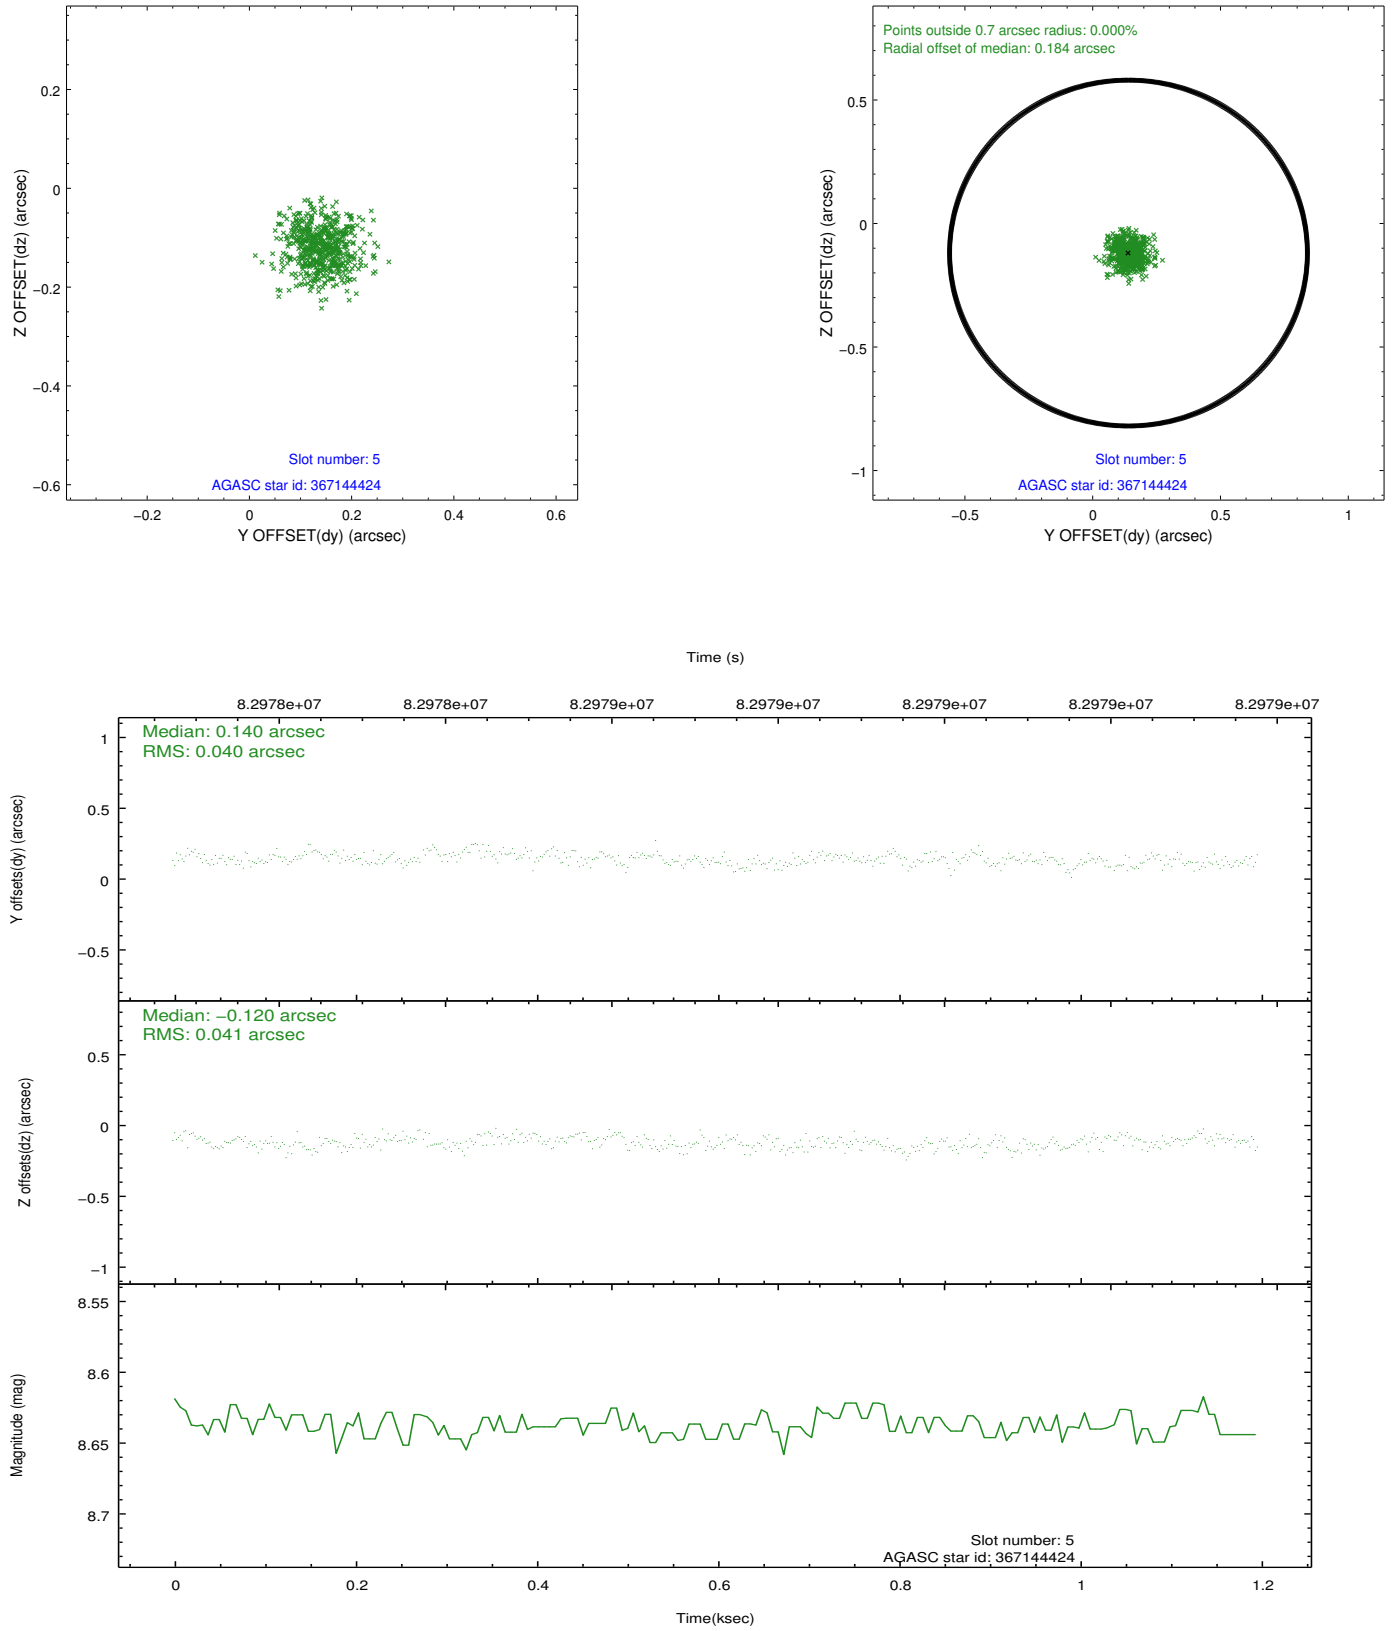 0.2
0
−0.2
−0.4
−0.6
Z OFFSET(dz) (arcsec)
Slot number: 5
AGASC star id: 367144424
−0.2 0 0.2 0.4 0.6
Y OFFSET(dy) (arcsec)
Points outside 0.7 arcsec radius: 0.000%
Radial offset of median: 0.184 arcsec
0.5
0
−0.5
−1
Z OFFSET(dz) (arcsec)
Slot number: 5
AGASC star id: 367144424
−0.5 0 0.5 1
Y OFFSET(dy) (arcsec)
Time (s)
8.2978e+07 8.2978e+07 8.2979e+07 8.2979e+07 8.2979e+07 8.2979e+07 8.2979e+07
Median: 0.140 arcsec
RMS: 0.040 arcsec
1
0.5
0
−0.5
Y offsets(dy) (arcsec)
Median: −0.120 arcsec
RMS: 0.041 arcsec
0.5
0
−0.5
−1
Z offsets(dz) (arcsec)
8.55
8.6
8.65
8.7
Magnitude (mag)
Slot number: 5
AGASC star id: 367144424
0 0.2 0.4 0.6 0.8 1 1.2
Time(ksec)